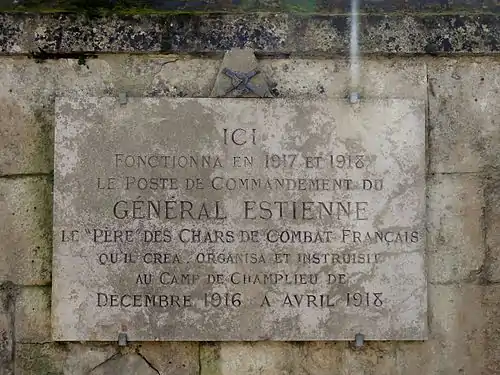 ICI
FONCTIONNA EN 1917 ET 1918
LE POSTE DE COMMANDEMENT DU
GÉNÉRAL ESTIENNE
LE "PÈRE" DES CHARS DE COMBAT FRANÇAIS
QU'IL CRÉA, ORGANISA ET INSTRUISIT
AU CAMP DE CHAMPLIEU DE
DÉCEMBRE 1916 À AVRIL 1918